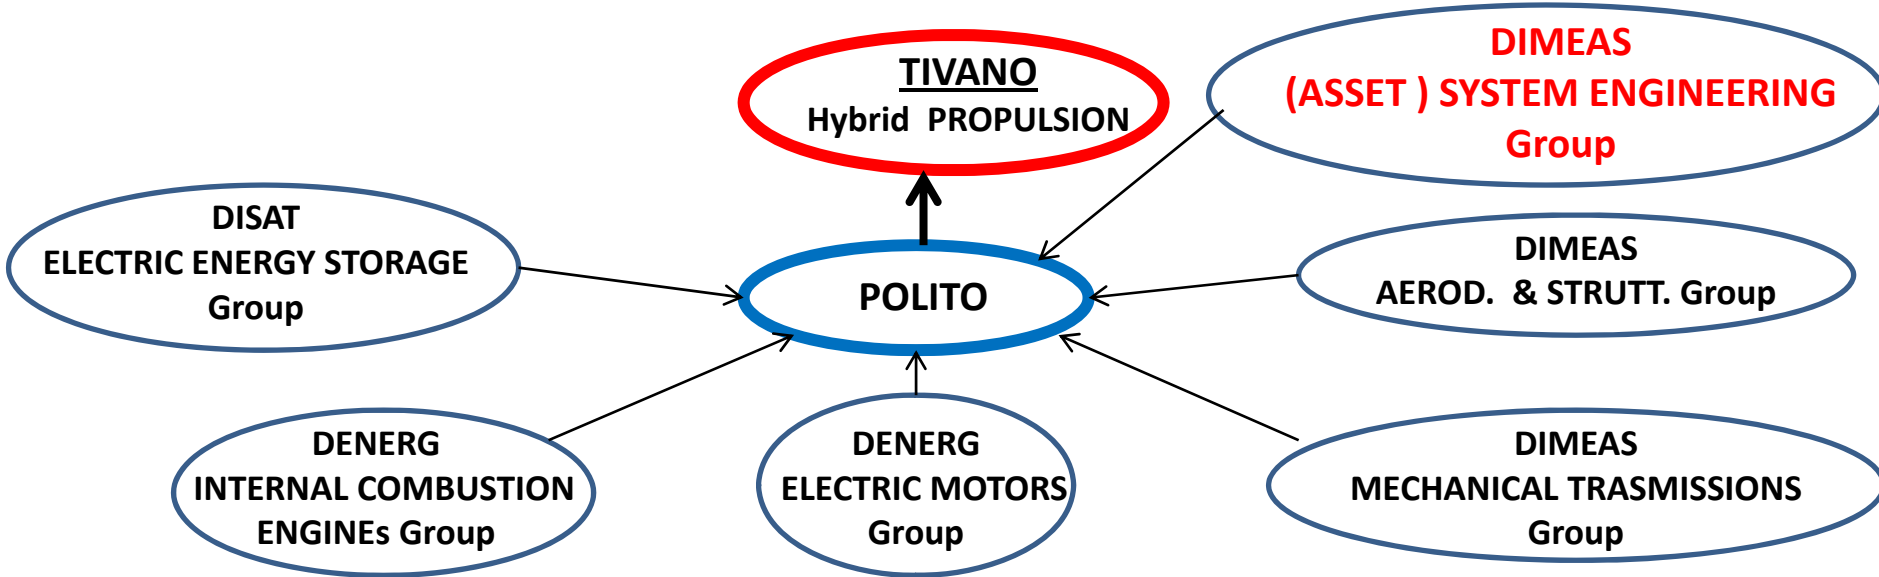 TIVANO
Hybrid PROPULSION
DIMEAS
(ASSET ) SYSTEM ENGINEERING
Group
DISAT
ELECTRIC ENERGY STORAGE
Group
POLITO
DIMEAS
AEROD. & STRUTT. Group
DENERG
INTERNAL COMBUSTION
ENGINEs Group
DENERG
ELECTRIC MOTORS
Group
DIMEAS
MECHANICAL TRASMISSIONS
Group